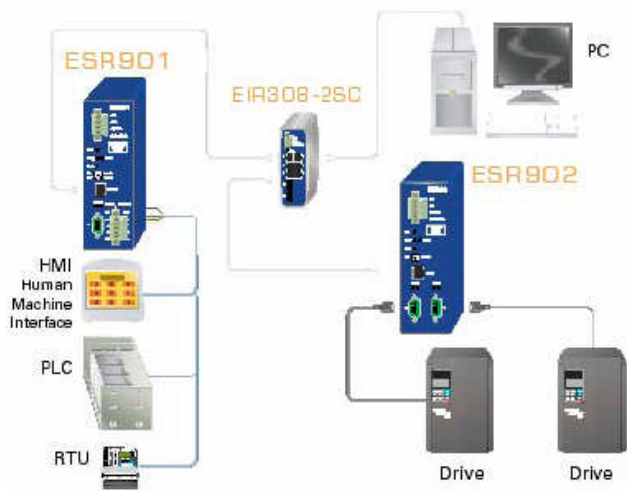 ESR901
EIR308-2SC
PC
ESR902
HMI
Human
Machine
Interface
PLC
RTU
Drive
Drive